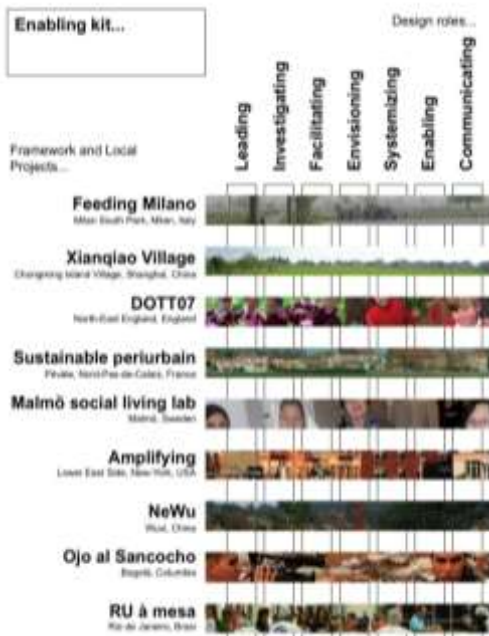 Enabling kit...
Design roles...
Leading
Investigating
Facilitating
Envisioning
Systemizing
Enabling
Communicating
Framework and Local
Projects...
Feeding Milano
Milan South Park, Milan, Italy
Xianqiao Village
Chongming Island Village, Shanghai, China
DOTT07
North-East England, England
Sustainable periurbain
Nord-Pas-de-Calais, France
Malmö social living lab
Malmö, Sweden
Amplifying
Lower East Side, New-York, USA
NeWu
Wuxi, China
Ojo al Sancocho
Bogotá,
RU à mesa
Rio de Janeiro,